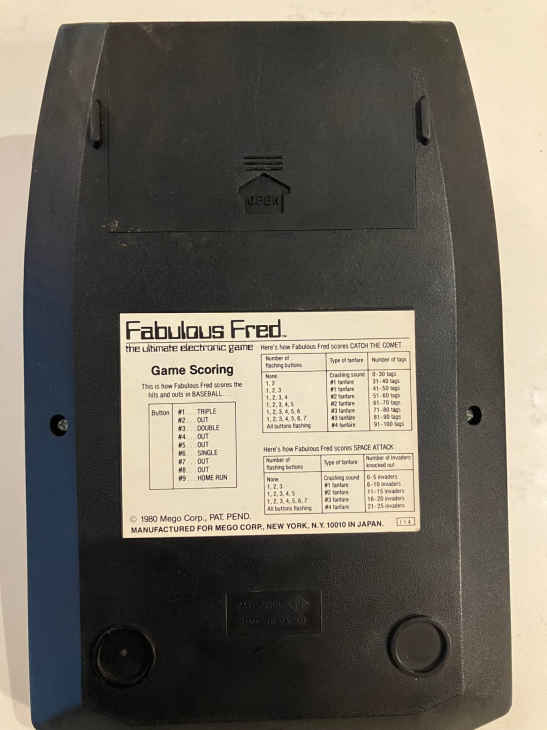 OPEN
Fabulous Fred™
the ultimate electronic game
Game Scoring
This is how Fabulous Fred scores the
hits and outs in BASEBALL
Button #1 TRIPLE
#2 OUT
#3 DOUBLE
#4 OUT
#5 OUT
#6 SINGLE
#7 OUT
#8 OUT
#9 HOME RUN
Here's how Fabulous Fred scores CATCH THE COMET
Number of flashing buttons Type of fanfare Number of tags
None Crashing sound 0-30 tags
1, 2 #1 fanfare 31-40 tags
1, 2, 3 #1 fanfare 41-50 tags
1, 2, 3, 4 #2 fanfare 51-60 tags
1, 2, 3, 4, 5 #2 fanfare 61-70 tags
1, 2, 3, 4, 5, 6 #3 fanfare 71-80 tags
1, 2, 3, 4, 5, 6, 7 #3 fanfare 81-90 tags
All buttons flashing #4 fanfare 91-100 tags
Here's how Fabulous Fred scores SPACE ATTACK
Number of flashing buttons Type of fanfare Number of Invaders knocked out
None Crashing sound 0-5 invaders
1, 2, 3 #1 fanfare 6-10 invaders
1, 2, 3, 4, 5 #2 fanfare 11-15 invaders
1, 2, 3, 4, 5, 6, 7 #3 fanfare 16-20 invaders
All buttons flashing #4 fanfare 21-25 invaders
© 1980 Mego Corp., PAT. PEND.
MANUFACTURED FOR MEGO CORP., NEW YORK, N.Y. 10010 IN JAPAN.